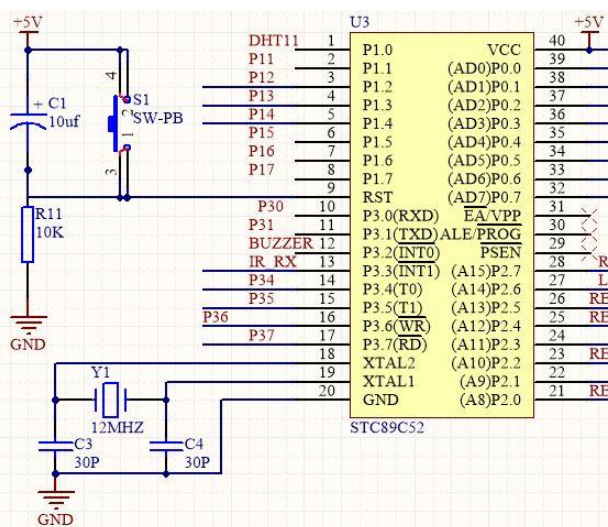 +5V
U3
+5V
DHT11 1 P1.0 VCC 40
P11 2 P1.1 (AD0)P0.0 39
P12 3 P1.2 (AD1)P0.1 38
P13 4 P1.3 (AD2)P0.2 37
P14 5 P1.4 (AD3)P0.3 36
P15 6 P1.5 (AD4)P0.4 35
P16 7 P1.6 (AD5)P0.5 34
P17 8 P1.7 (AD6)P0.6 33
9 RST (AD7)P0.7 32
P30 10 P3.0(RXD) EA/VPP 31
P31 11 P3.1(TXD) ALE/PROG 30
BUZZER 12 P3.2(INT0) PSEN 29
IR_RX 13 P3.3(INT1) (A15)P2.7 28 R
P34 14 P3.4(T0) (A14)P2.6 27 L
P35 15 P3.5(T1) (A13)P2.5 26 RE
P36 16 P3.6(WR) (A12)P2.4 25 RE
P37 17 P3.7(RD) (A11)P2.3 24
18 XTAL2 (A10)P2.2 23 RE
19 XTAL1 (A9)P2.1 22
20 GND (A8)P2.0 21 RE
STC89C52
+ C1
10uf
4
S1
SW-PB
2
1
3
R11
10K
GND
Y1
12MHZ
C3
30P
C4
30P
GND